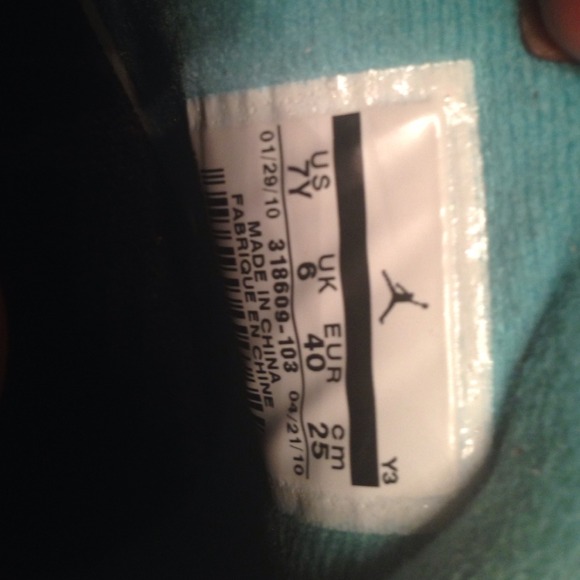 Y3
US UK EUR cm
7Y 6 40 25
01/29/10 318609-103 04/21/10
MADE IN CHINA
FABRIQUE EN CHINE